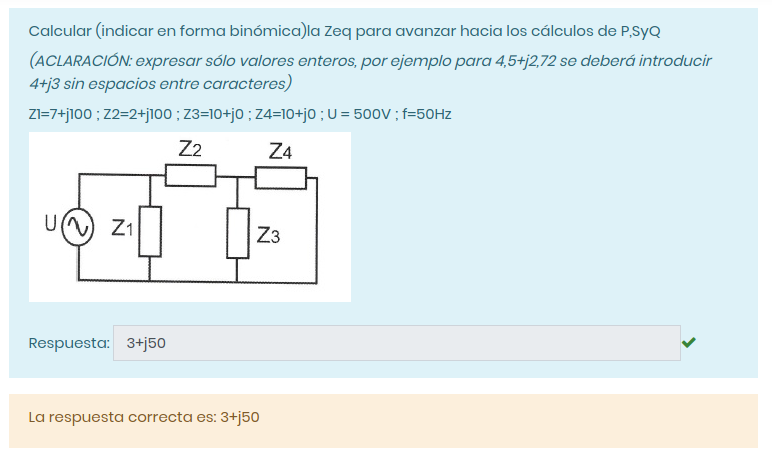 Calcular (indicar en forma binómica)la Zeq para avanzar hacia los cálculos de P,SyQ
(ACLARACIÓN: expresar sólo valores enteros, por ejemplo para 4,5+j2,72 se deberá introducir
4+j3 sin espacios entre caracteres)
Z1=7+j100 ; Z2=2+j100 ; Z3=10+j0 ; Z4=10+j0 ; U = 500V ; f=50Hz
Z2
Z4
U
Z1
Z3
Respuesta: 3+j50
La respuesta correcta es: 3+j50